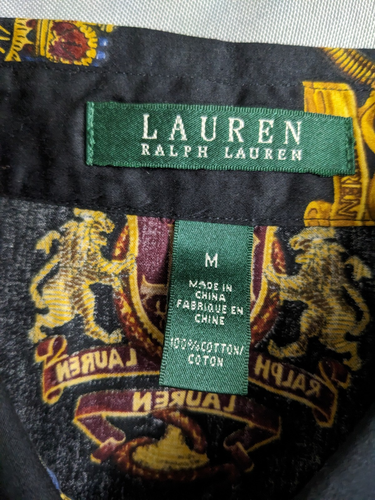 LAUREN
RALPH LAUREN
M
MADE IN
CHINA
FABRIQUE EN
CHINE
100% COTTON/
COTON
LAUREN
RALPH
LAUREN